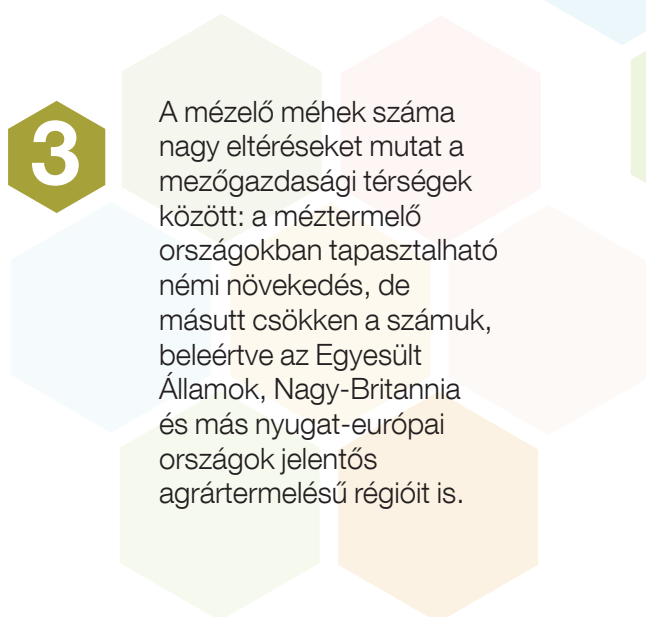 3
A mézelő méhek száma
nagy eltéréseket mutat a
mezőgazdasági térségek
között: a méztermelő
országokban tapasztalható
némi növekedés, de
másutt csökken a számuk,
beleértve az Egyesült
Államok, Nagy-Britannia
és más nyugat-európai
országok jelentős
agrártermelésű régióit is.